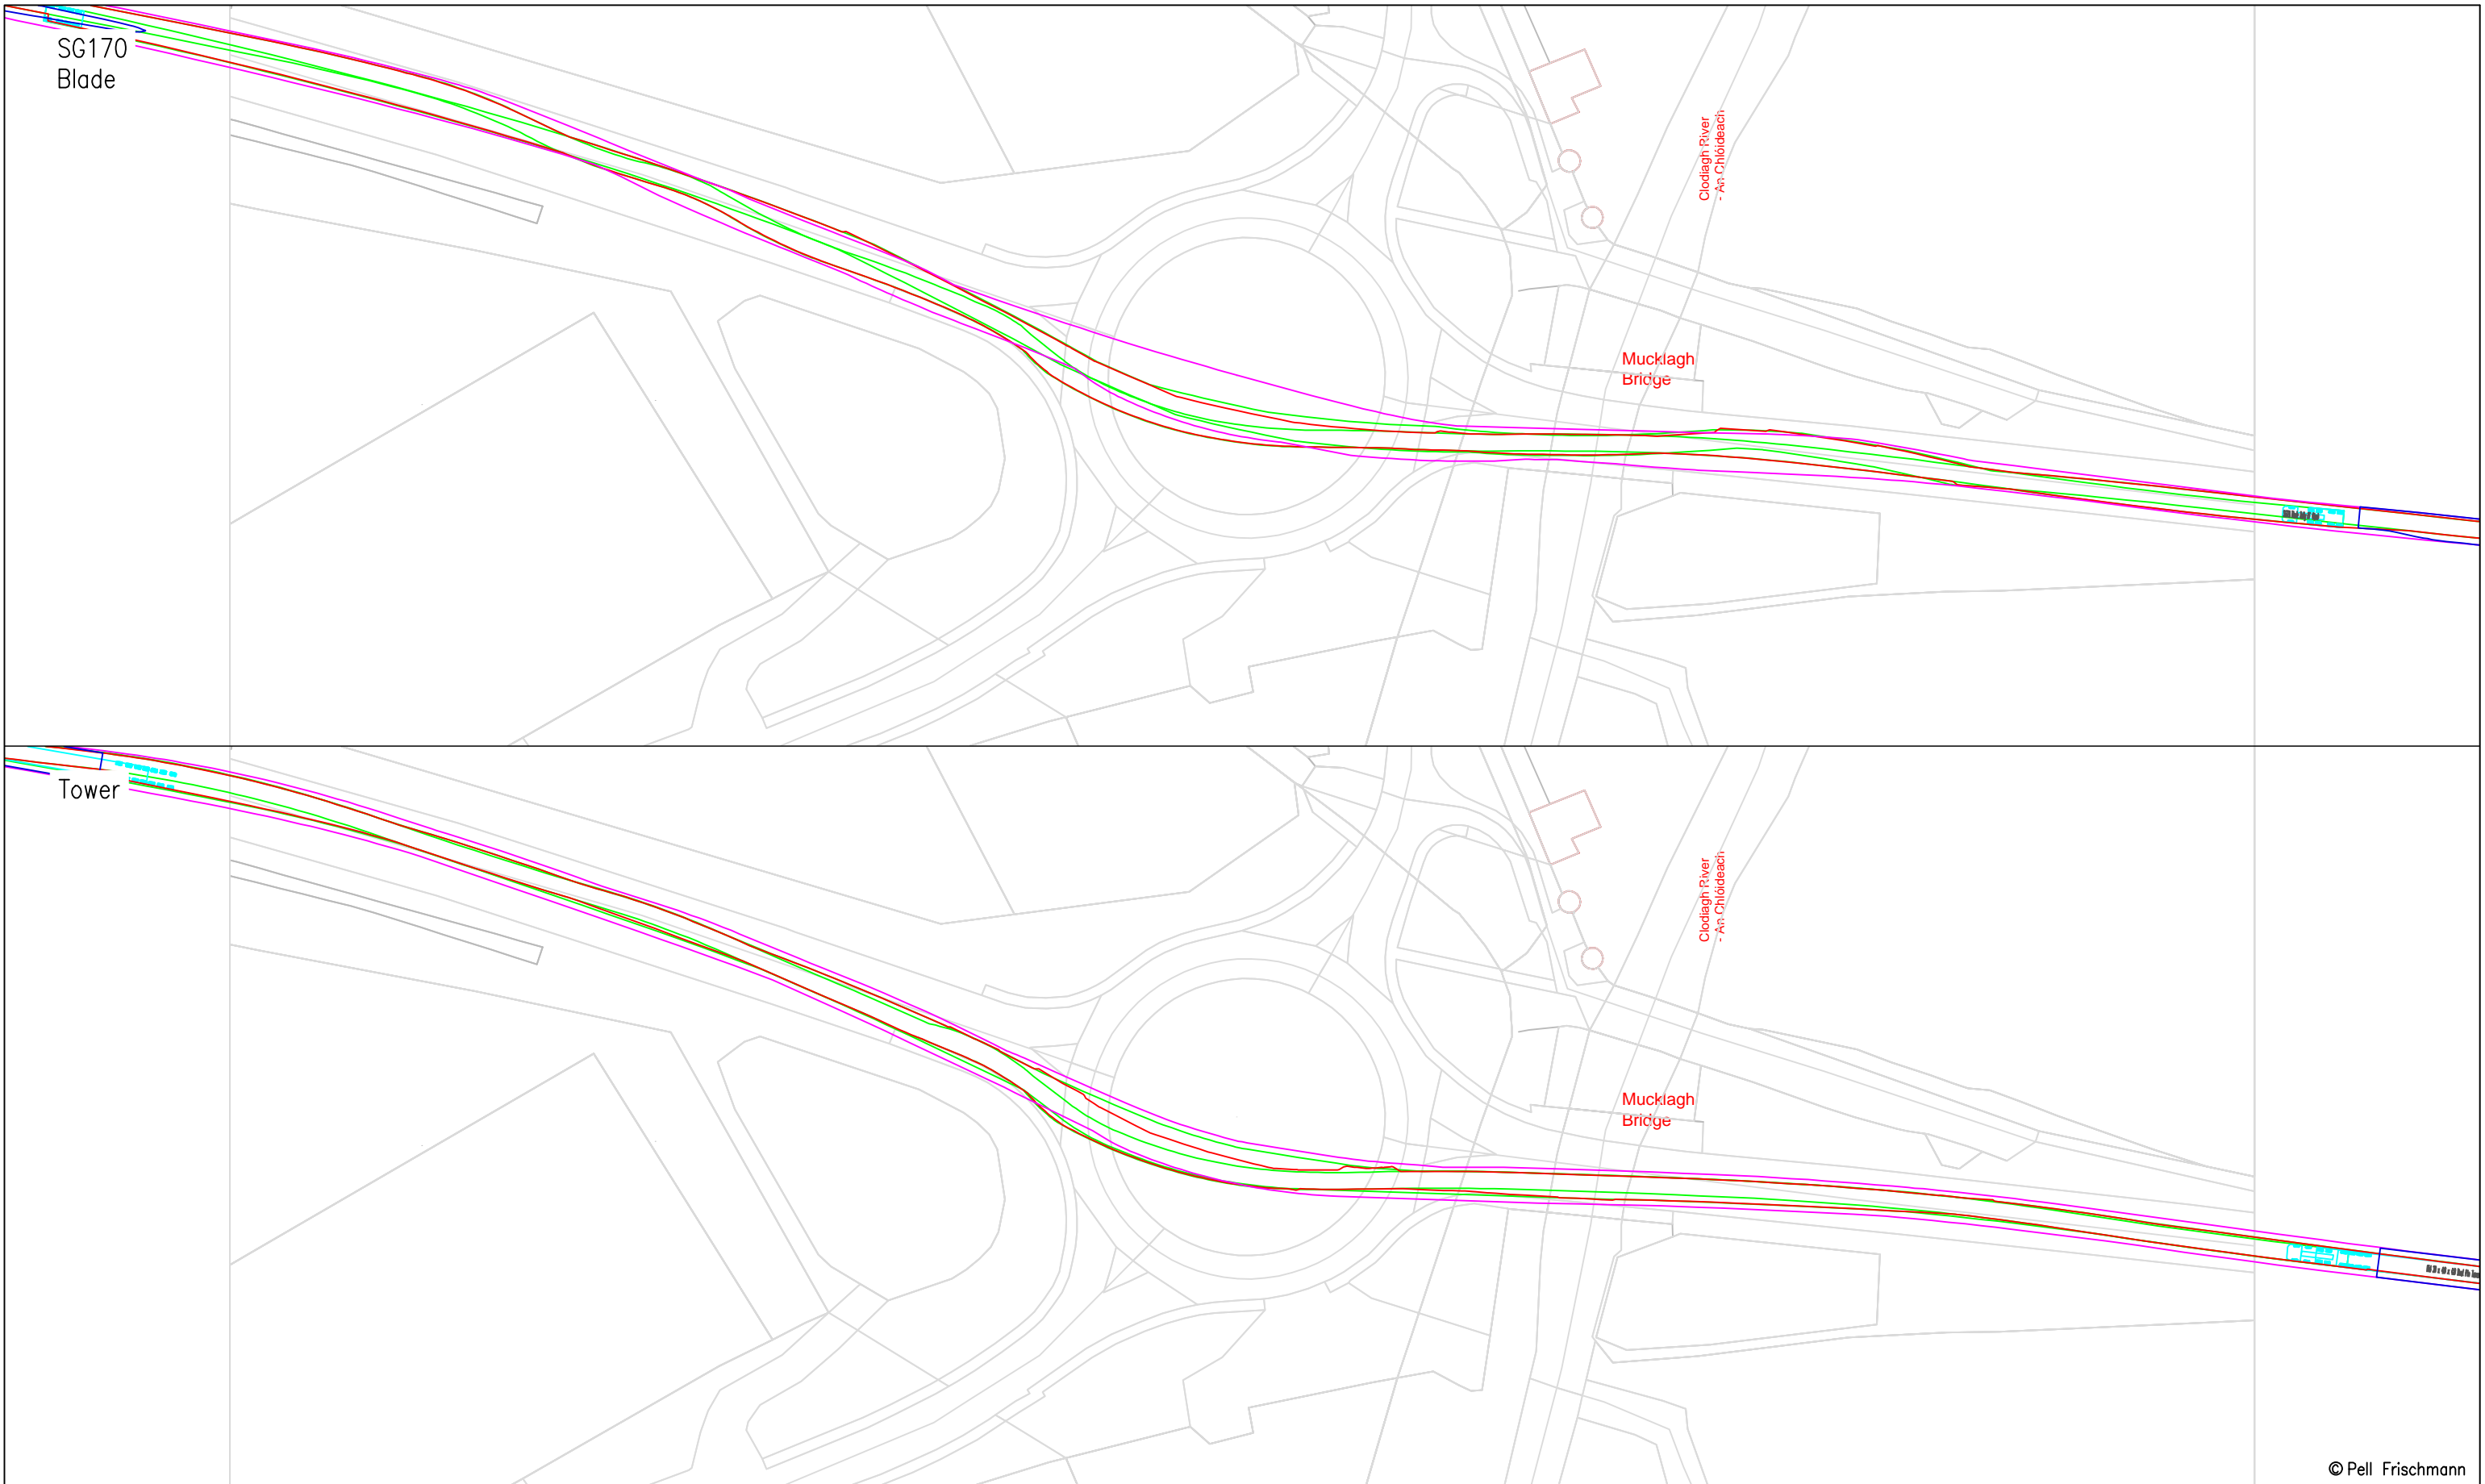 SG170
Blade
Clodiagh River
- An Chlóideach
Mucklagh
Bridge
Tower
Clodiagh River
- An Chlóideach
Mucklagh
Bridge
© Pell Frischmann